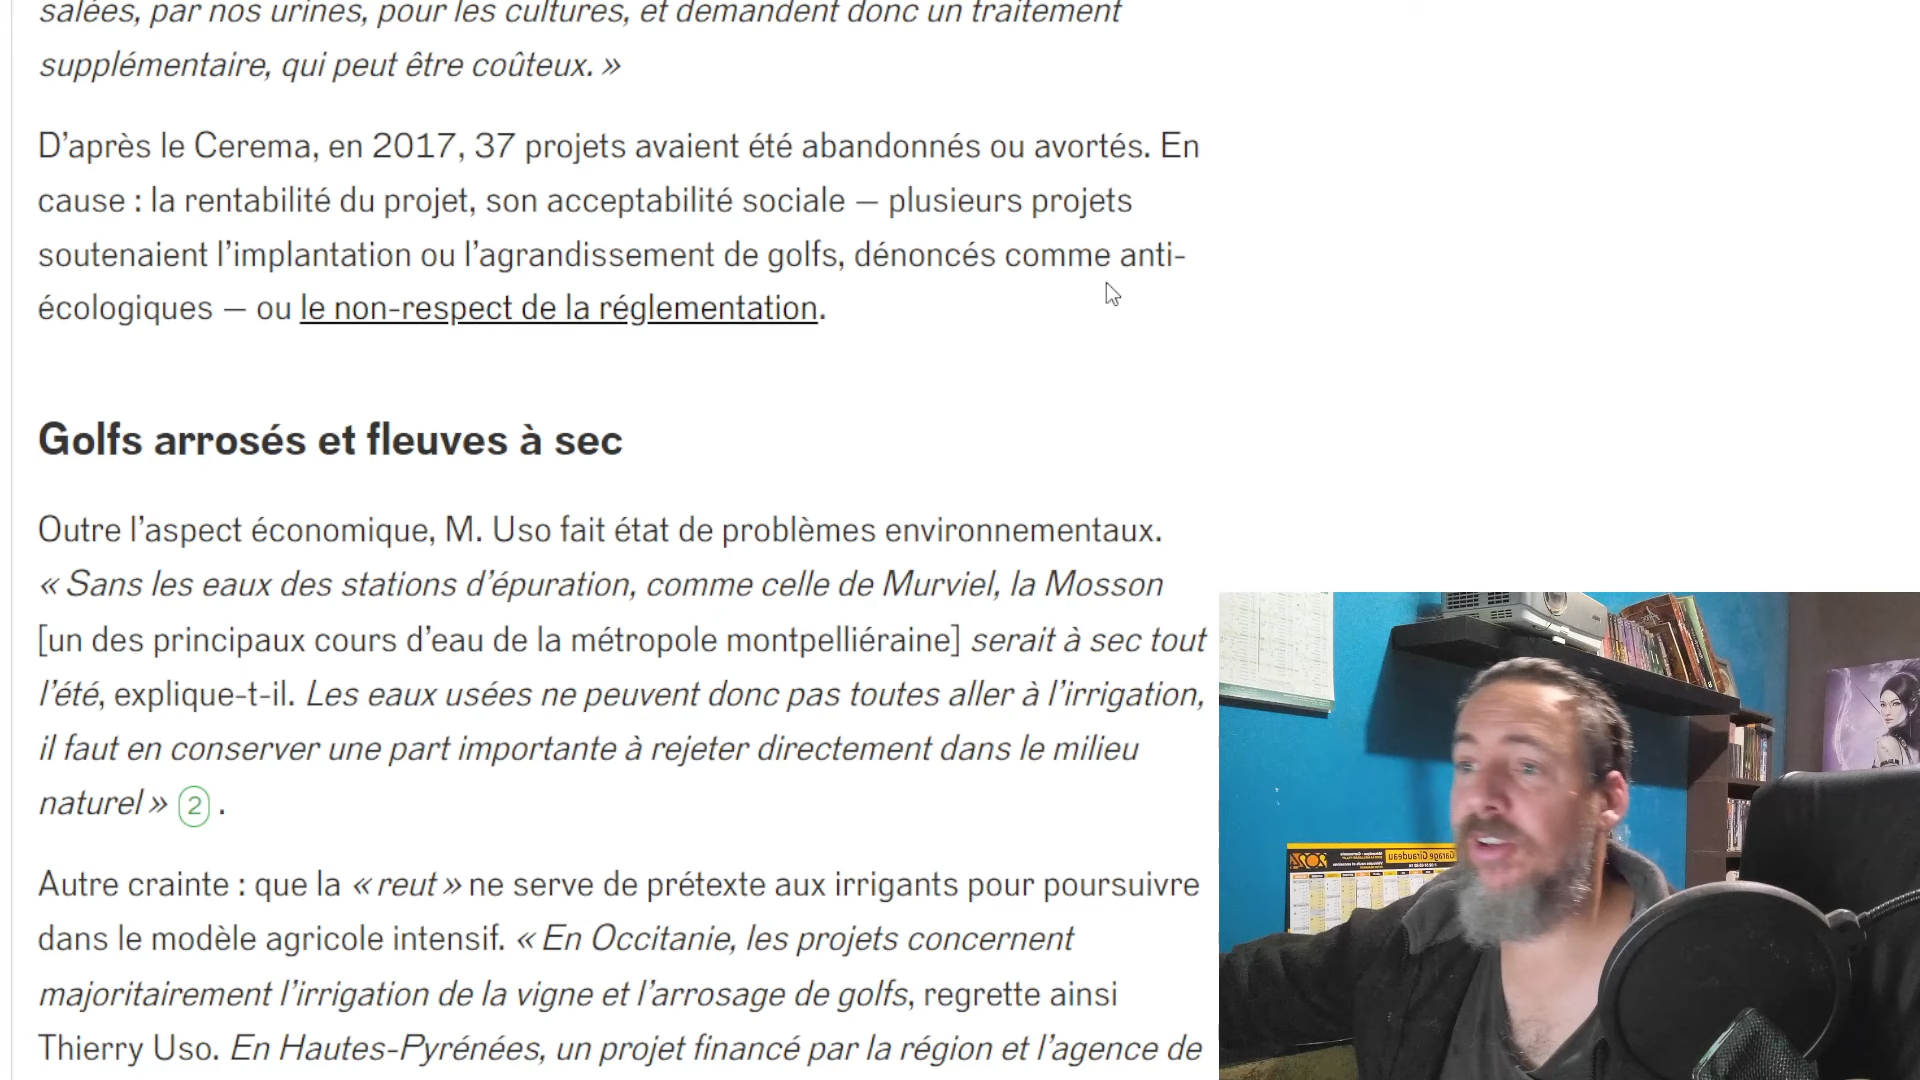 salées, par nos urines, pour les cultures, et demandent donc un traitement
supplémentaire, qui peut être coûteux. »
D’après le Cerema, en 2017, 37 projets avaient été abandonnés ou avortés. En
cause : la rentabilité du projet, son acceptabilité sociale — plusieurs projets
soutenaient l’implantation ou l’agrandissement de golfs, dénoncés comme anti-
écologiques — ou le non-respect de la réglementation.
Golfs arrosés et fleuves à sec
Outre l’aspect économique, M. Uso fait état de problèmes environnementaux.
« Sans les eaux des stations d’épuration, comme celle de Murviel, la Mosson
[un des principaux cours d’eau de la métropole montpelliéraine] serait à sec tout
l’été, explique-t-il. Les eaux usées ne peuvent donc pas toutes aller à l’irrigation,
il faut en conserver une part importante à rejeter directement dans le milieu
naturel » 2 .
Autre crainte : que la « reut » ne serve de prétexte aux irrigants pour poursuivre
dans le modèle agricole intensif. « En Occitanie, les projets concernent
majoritairement l’irrigation de la vigne et l’arrosage de golfs, regrette ainsi
Thierry Uso. En Hautes-Pyrénées, un projet financé par la région et l’agence de
Garage Giraudeau